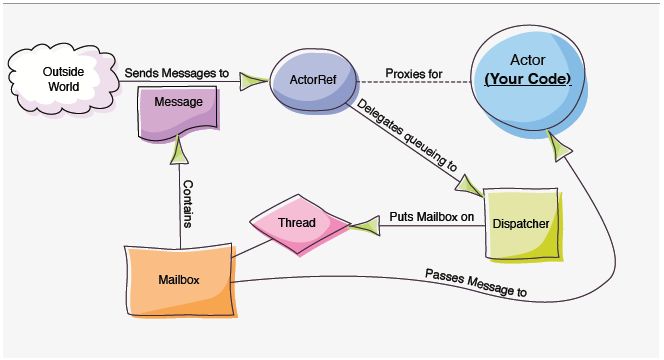 Outside
World
Sends Messages to
ActorRef
Proxies for
Actor
(Your Code)
Message
Delegates queueing to
Contains
Thread
Puts Mailbox on
Dispatcher
Mailbox
Passes Message to